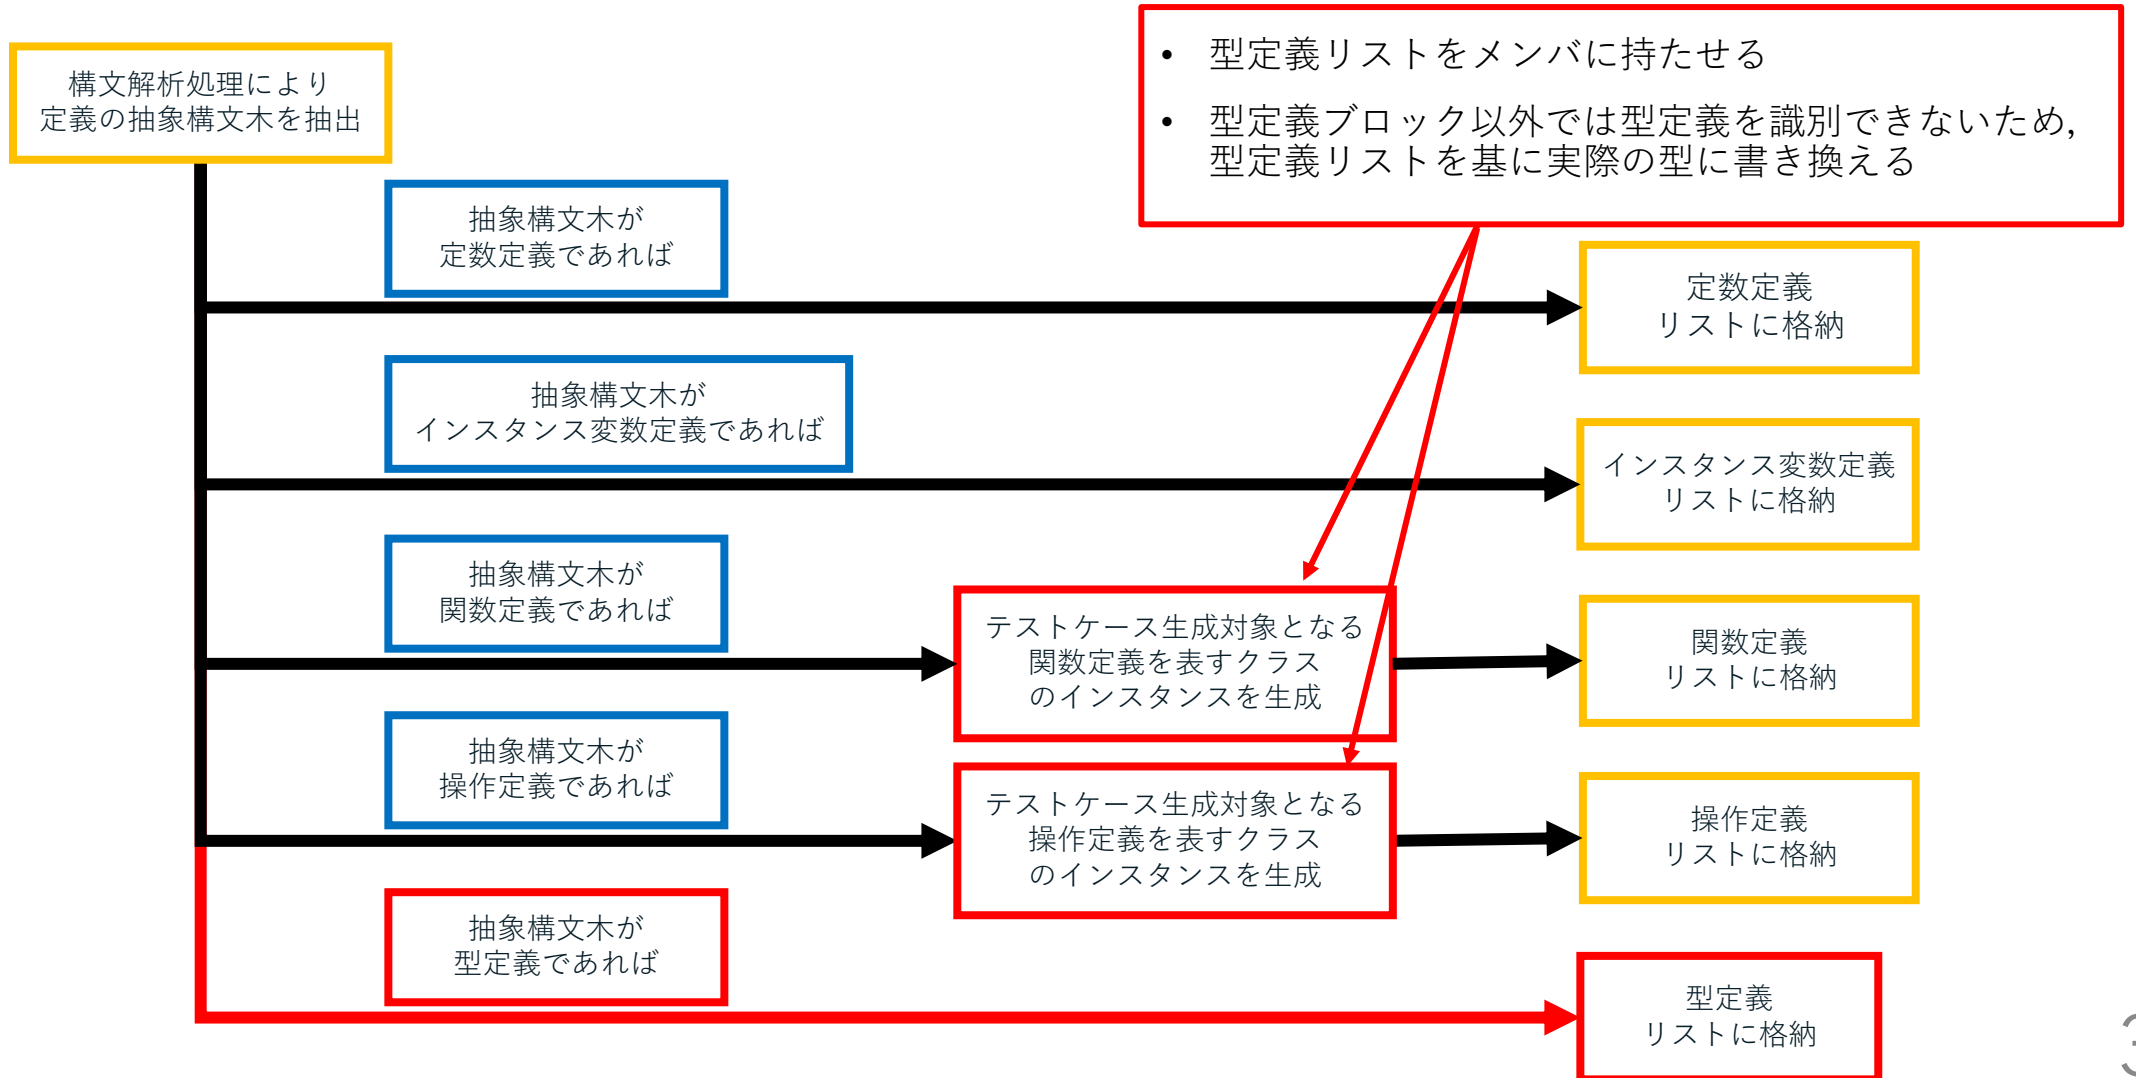 構文解析処理により
定義の抽象構文木を抽出
• 型定義リストをメンバに持たせる
• 型定義ブロック以外では型定義を識別できないため,
型定義リストを基に実際の型に書き換える
抽象構文木が
定数定義であれば
定数定義
リストに格納
抽象構文木が
インスタンス変数定義であれば
インスタンス変数定義
リストに格納
抽象構文木が
関数定義であれば
テストケース生成対象となる
関数定義を表すクラス
のインスタンスを生成
関数定義
リストに格納
抽象構文木が
操作定義であれば
テストケース生成対象となる
操作定義を表すクラス
のインスタンスを生成
操作定義
リストに格納
抽象構文木が
型定義であれば
型定義
リストに格納